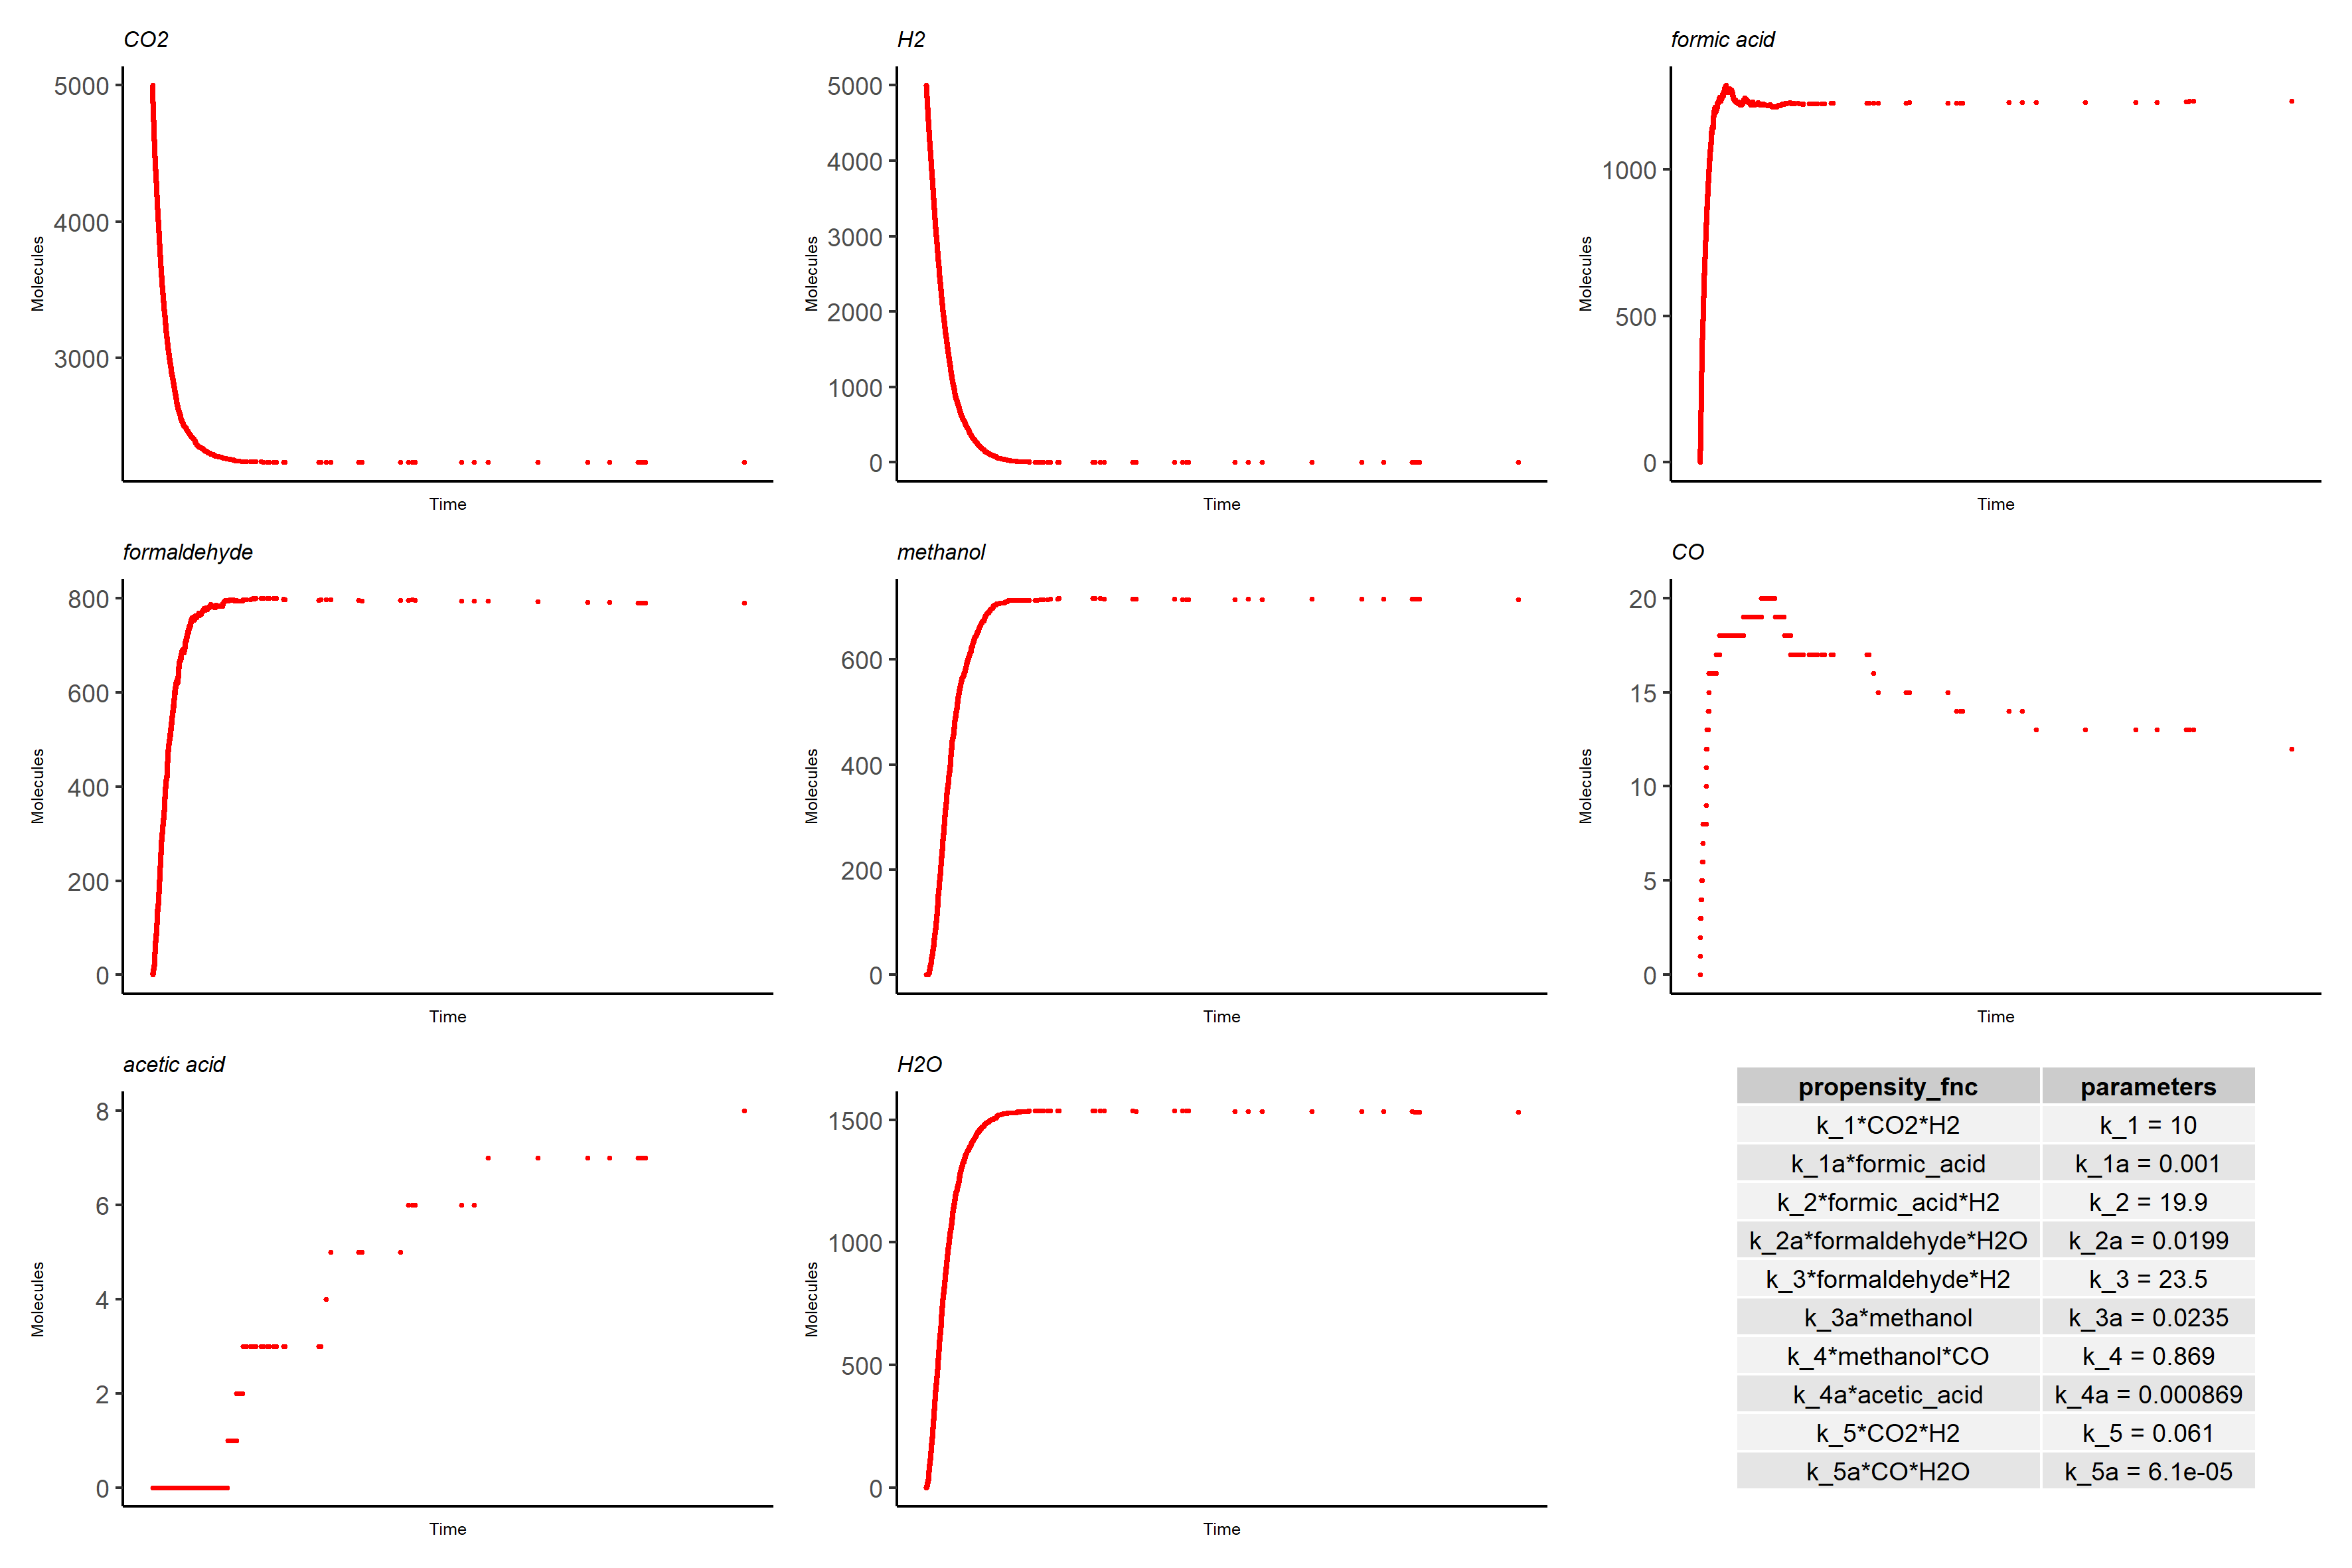 CO2
5000
4000
3000
Molecules
Time
H2
5000
4000
3000
2000
1000
0
Molecules
Time
formic acid
1000
500
0
Molecules
Time
formaldehyde
800
600
400
200
0
Molecules
Time
methanol
600
400
200
0
Molecules
Time
CO
20
15
10
5
0
Molecules
Time
acetic acid
8
6
4
2
0
Molecules
Time
H2O
1500
1000
500
0
Molecules
Time
propensity_fnc parameters
k_1*CO2*H2 k_1 = 10
k_1a*formic_acid k_1a = 0.001
k_2*formic_acid*H2 k_2 = 19.9
k_2a*formaldehyde*H2O k_2a = 0.0199
k_3*formaldehyde*H2 k_3 = 23.5
k_3a*methanol k_3a = 0.0235
k_4*methanol*CO k_4 = 0.869
k_4a*acetic_acid k_4a = 0.000869
k_5*CO2*H2 k_5 = 0.061
k_5a*CO*H2O k_5a = 6.1e-05